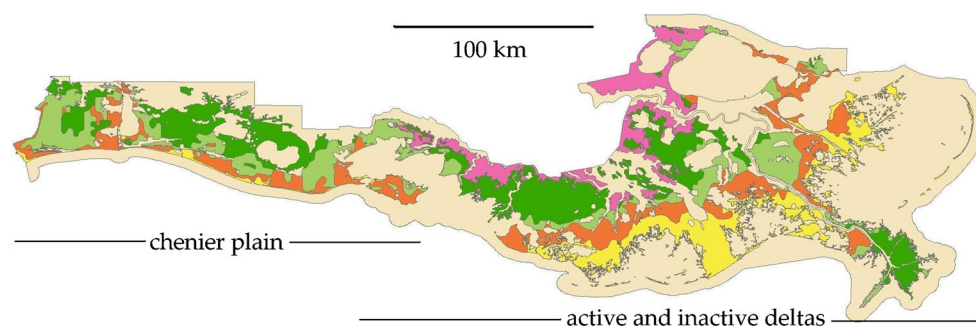 100 km
chenier plain
active and inactive deltas